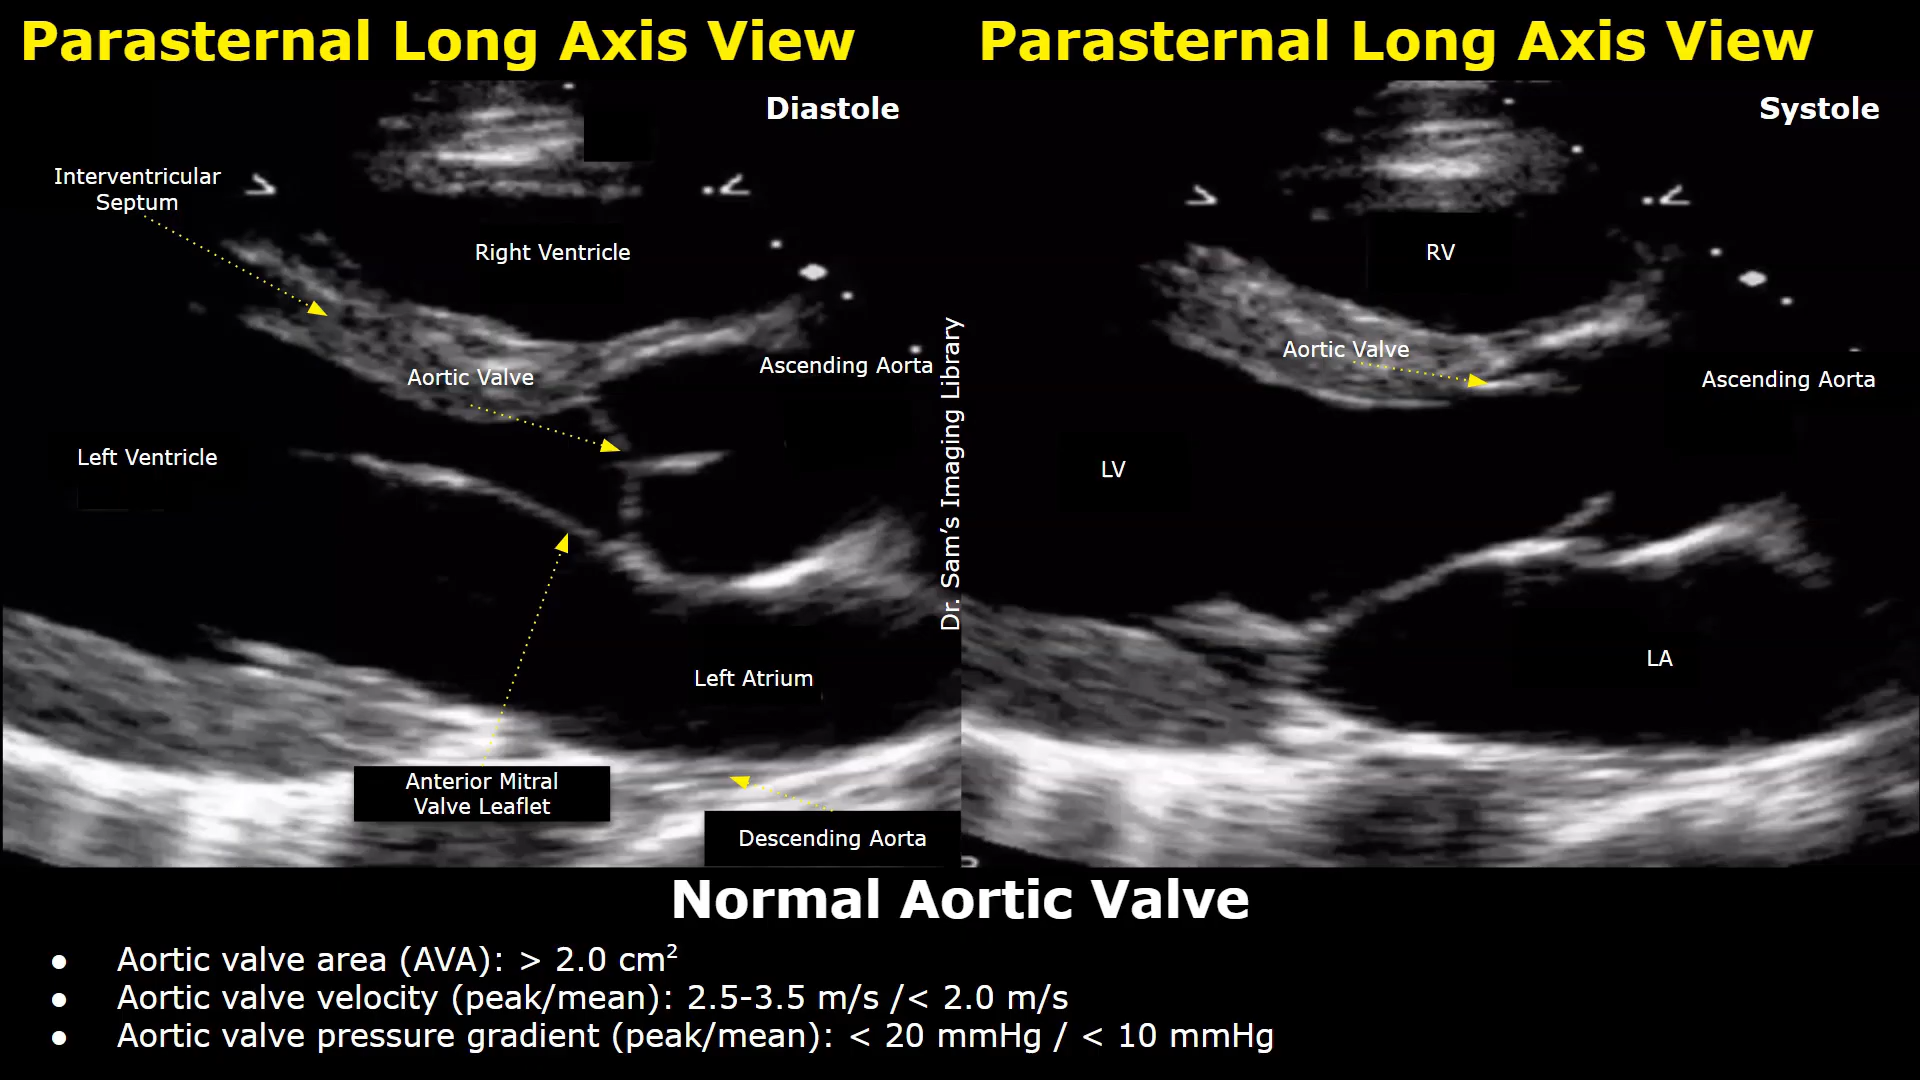 Parasternal Long Axis View
Diastole
Interventricular
Septum
Right Ventricle
Aortic Valve
Ascending Aorta
Left Ventricle
Left Atrium
Anterior Mitral
Valve Leaflet
Descending Aorta
Dr. Sam’s Imaging Library
Parasternal Long Axis View
Systole
RV
Aortic Valve
Ascending Aorta
LV
LA
Normal Aortic Valve
● Aortic valve area (AVA): > 2.0 cm²
● Aortic valve velocity (peak/mean): 2.5-3.5 m/s /< 2.0 m/s
● Aortic valve pressure gradient (peak/mean): < 20 mmHg / < 10 mmHg